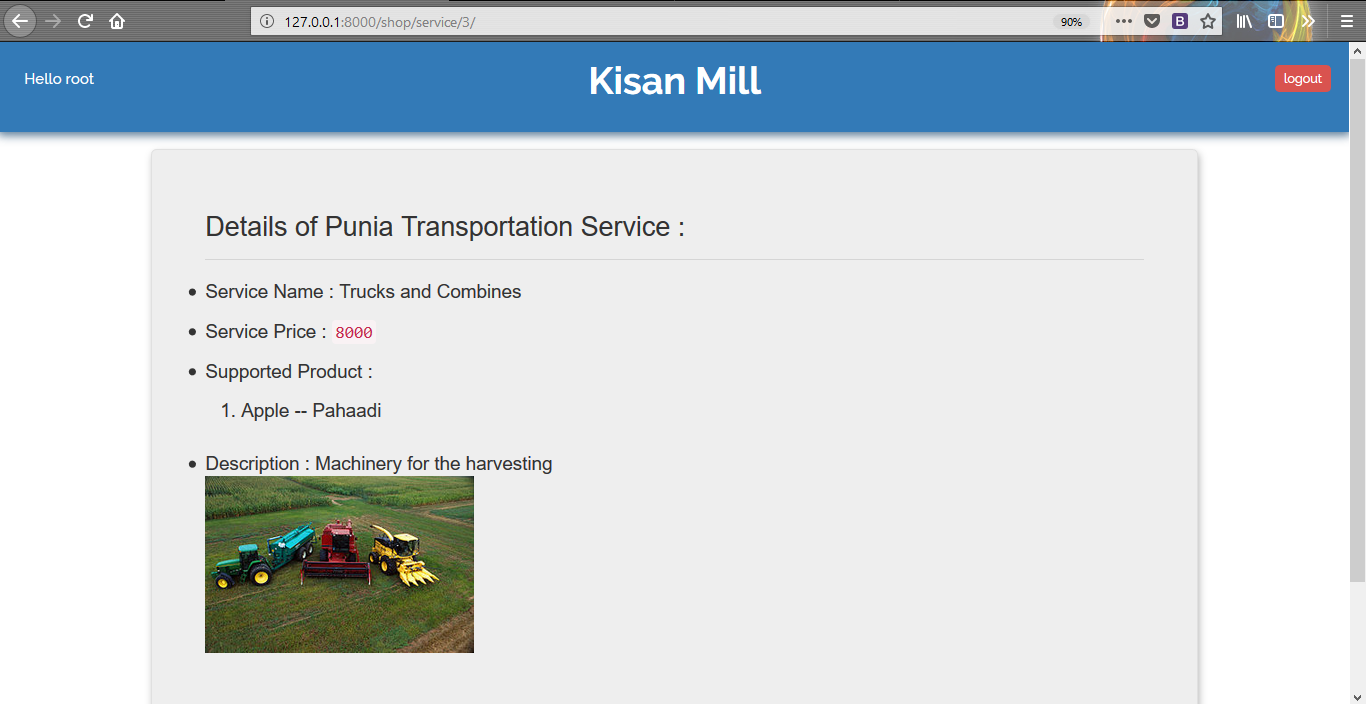 127.0.0.1:8000/shop/service/3/
90%
B
Hello root
Kisan Mill
logout
Details of Punia Transportation Service :
Service Name : Trucks and Combines
Service Price : 8000
Supported Product :
1. Apple -- Pahaadi
Description : Machinery for the harvesting